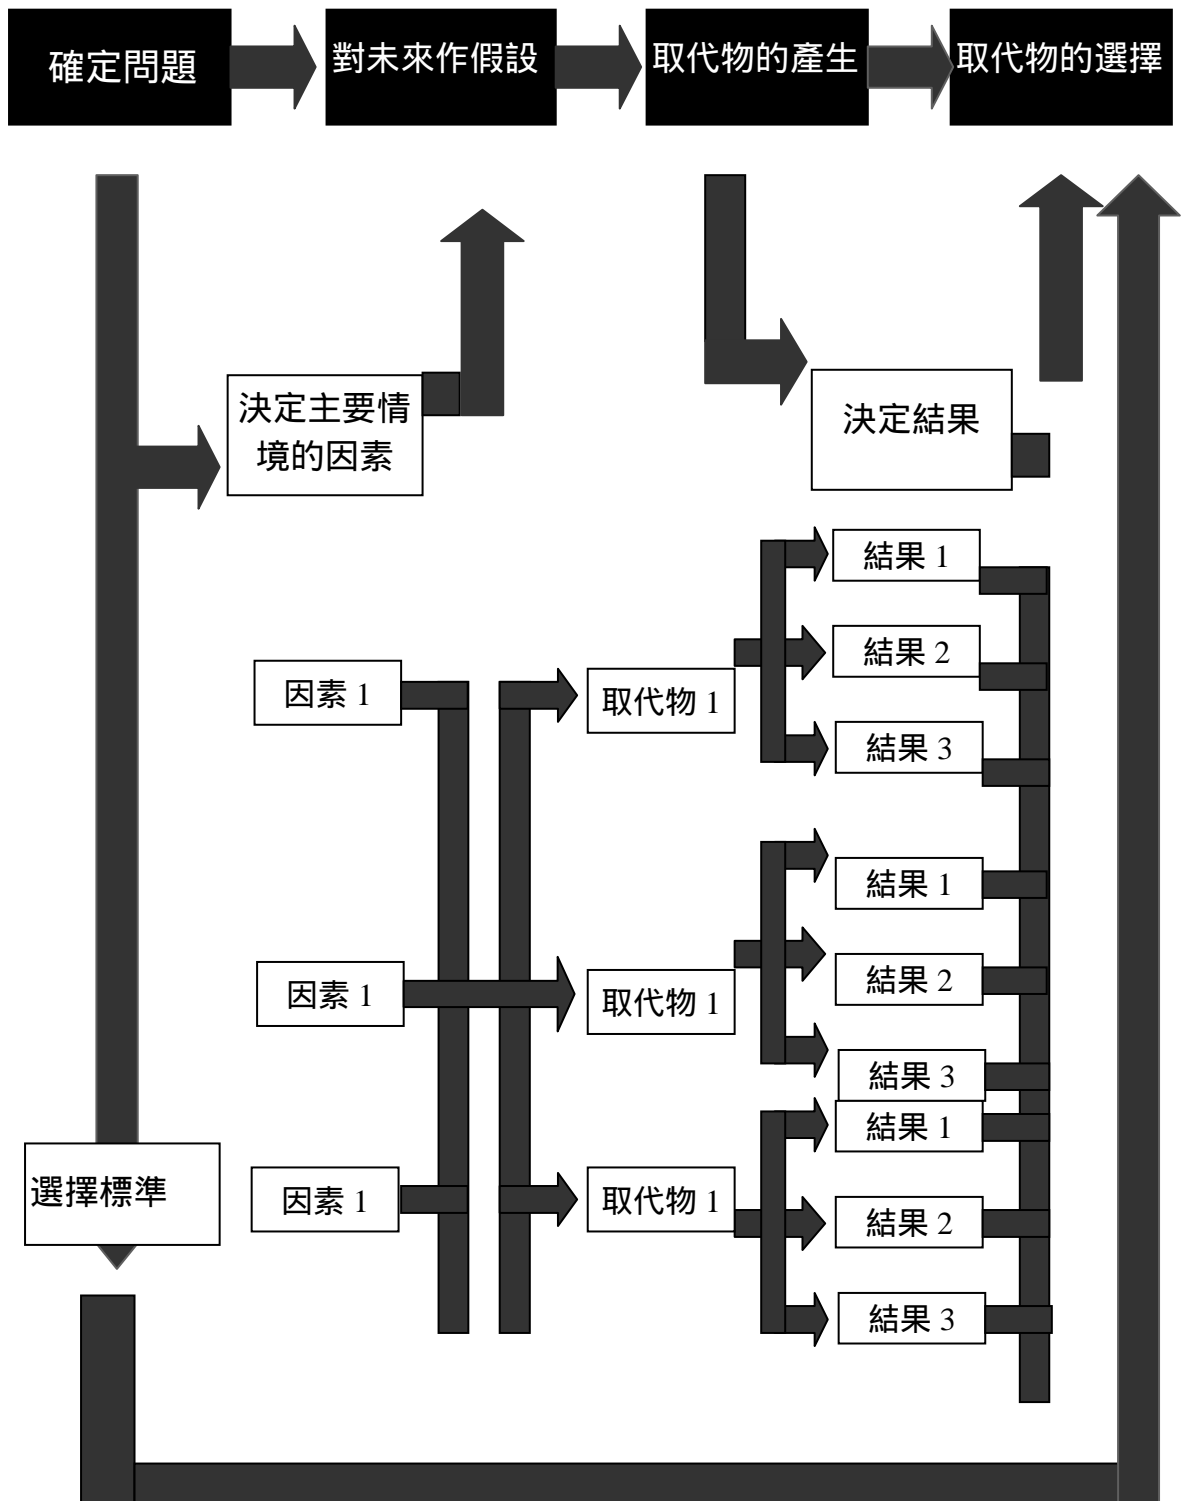 確定問題
對未來作假設
取代物的產生
取代物的選擇
決定主要情
境的因素
決定結果
結果 1
結果 2
因素 1
取代物 1
結果 3
結果 1
因素 1
取代物 1
結果 2
結果 3
結果 1
選擇標準
因素 1
取代物 1
結果 2
結果 3